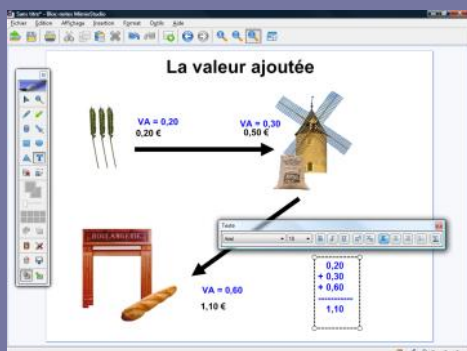 Sans titre* - Bloc-notes MimioStudio
Fichier Édition Affichage Insertion Format Outils Aide
La valeur ajoutée
VA = 0,20
0,20 €
VA = 0,30
0,50 €
BOULANGERIE
Texte
Arial 18
VA = 0,60
1,10 €
0,20
+ 0,30
+ 0,60
------------
1,10